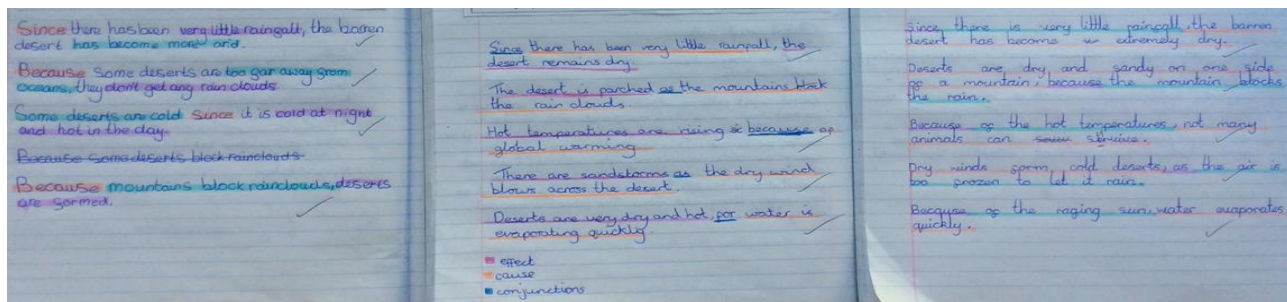 Since there has been very little raingall, the barren
desert has become more arid.
Because some deserts are too gar away grom
oceans, they don't get any rain clouds.
Some deserts are cold since it is cold at night
and hot in the day.
Because some deserts block rainclouds
Because mountains block rainclouds, deserts
are gormed.
Since there has been very little rainfall, the
desert remains dry.
The desert is parched as the mountains block
the rain clouds.
Hot temperatures are rising because of
global warming
There are sandstorms as the dry wind
blows across the desert.
Deserts are very dry and hot, for water is
evaporating quickly
effect
cause
conjunctions
Since there is very little raingall, the barren
desert has become extremely dry.
Deserts are dry and sandy on one side
of a mountain, because the mountain blocks
the rain.
Because of the hot temperatures, not many
animals can survive.
Dry winds gorm cold deserts, as the air is
too grozen to let it rain.
Because of the raging sun, water evaporates
quickly.